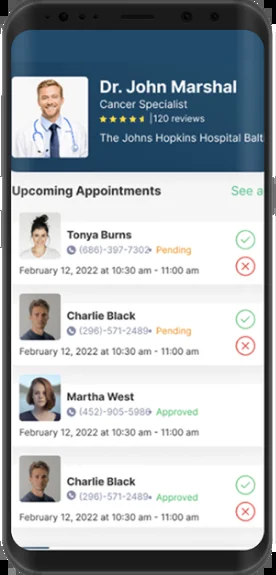 Dr. John Marshal
Cancer Specialist
|120 reviews
The Johns Hopkins Hospital Balt
Upcoming Appointments See a
Tonya Burns
(686)-397-7302• Pending
February 12, 2022 at 10:30 am - 11:00 am
Charlie Black
(296)-571-2489• Pending
February 12, 2022 at 10:30 am - 11:00 am
Martha West
(452)-905-5986• Approved
February 12, 2022 at 10:30 am - 11:00 am
Charlie Black
(296)-571-2489• Approved
February 12, 2022 at 10:30 am - 11:00 am